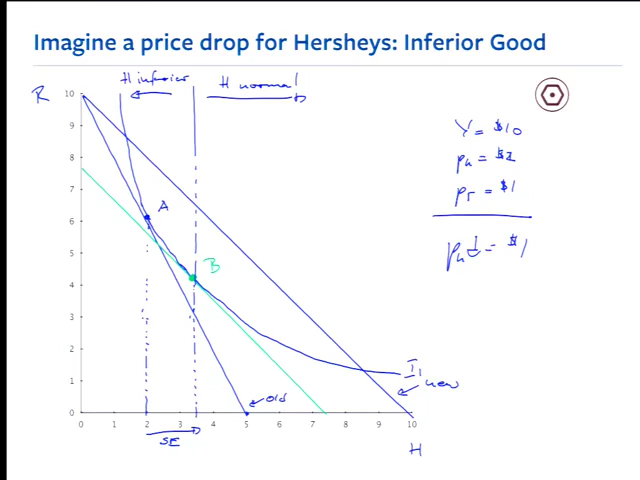 Imagine a price drop for Hersheys: Inferior Good
H inferior
H normal
R
10
9
8
7
6
5
4
3
2
1
0
A
B
Y = $10
pₕ = $2
pᵣ = $1
pₕ↓ = $1
I₁
new
old
0 1 2 3 4 5 6 7 8 9 10
SE
H